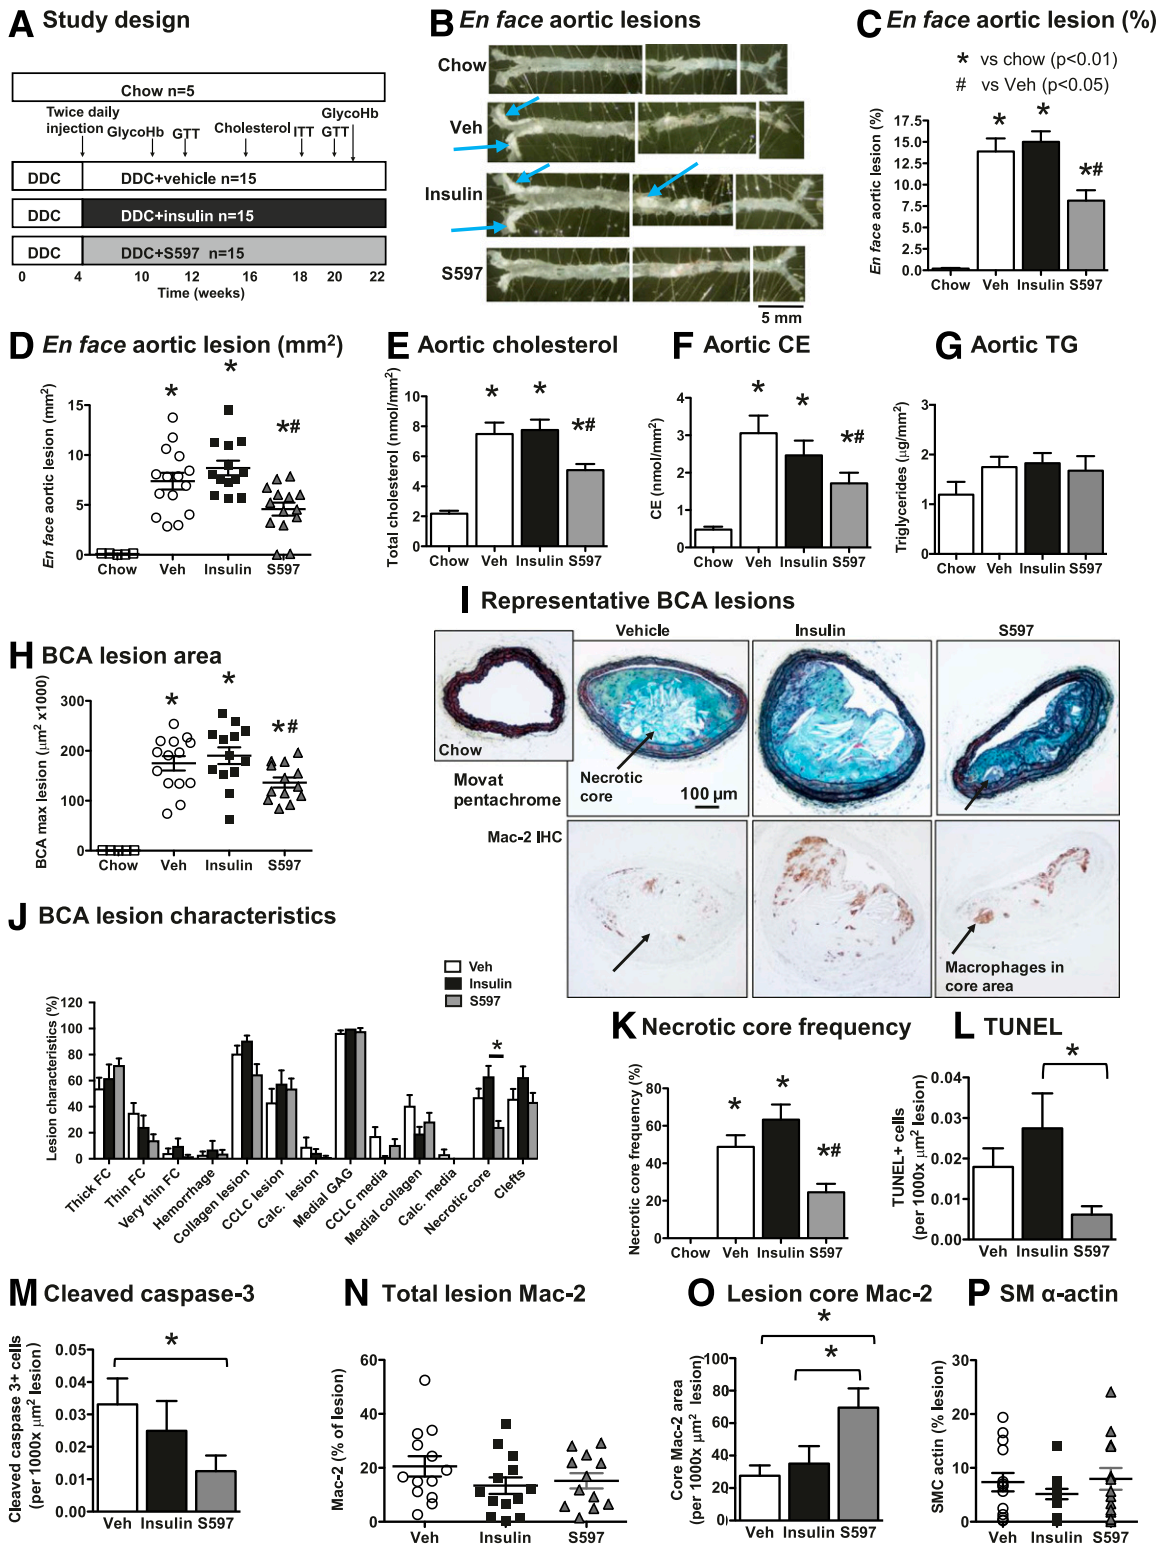 A Study design
Chow n=5
Twice daily
injection
GlycoHb
GTT
Cholesterol
ITT
GTT
GlycoHb
DDC
DDC+vehicle n=15
DDC
DDC+insulin n=15
DDC
DDC+S597 n=15
0 4 10 12 16 18 20 22
Time (weeks)
B En face aortic lesions
Chow
Veh
Insulin
S597
5 mm
C En face aortic lesion (%)
* vs chow (p<0.01)
# vs Veh (p<0.05)
En face aortic lesion (%)
17.5
15.0
12.5
10.0
7.5
5.0
2.5
0.0
* * *#
Chow Veh Insulin S597
D En face aortic lesion (mm²)
En face aortic lesion (mm²)
15
10
5
0
* * *#
Chow Veh Insulin S597
E Aortic cholesterol
Total cholesterol (nmol/mm²)
10
8
6
4
2
0
* * *#
Chow Veh Insulin S597
F Aortic CE
CE (nmol/mm²)
4
3
2
1
0
* * *#
Chow Veh Insulin S597
G Aortic TG
Triglycerides (µg/mm²)
3
2
1
0
Chow Veh Insulin S597
H BCA lesion area
BCA max lesion (µm² x1000)
300
200
100
0
* * *#
Chow Veh Insulin S597
I Representative BCA lesions
Vehicle Insulin S597
Chow
Movat
pentachrome
Necrotic
core
100 µm
Mac-2 IHC
Macrophages in
core area
J BCA lesion characteristics
Veh
Insulin
S597
Lesion characteristics (%)
120
100
80
60
40
20
0
*
Thick FC
Thin FC
Very thin FC
Hemorrhage
Collagen lesion
CCLC lesion
Calc. lesion
Medial GAG
CCLC media
Medial collagen
Calc. media
Necrotic core
Clefts
K Necrotic core frequency
Necrotic core frequency (%)
80
60
40
20
0
* * *#
Chow Veh Insulin S597
L TUNEL
TUNEL+ cells
(per 1000x µm² lesion)
0.04
0.03
0.02
0.01
0.00
*
Veh Insulin S597
M Cleaved caspase-3
Cleaved caspase 3+ cells
(per 1000x µm² lesion)
0.05
0.04
0.03
0.02
0.01
0.00
*
Veh Insulin S597
N Total lesion Mac-2
Mac-2 (% of lesion)
60
40
20
0
Veh Insulin S597
O Lesion core Mac-2
Core Mac-2 area
(per 1000x µm² lesion)
100
80
60
40
20
0
*
*
Veh Insulin S597
P SM α-actin
SMC actin (% lesion)
30
20
10
0
Veh Insulin S597